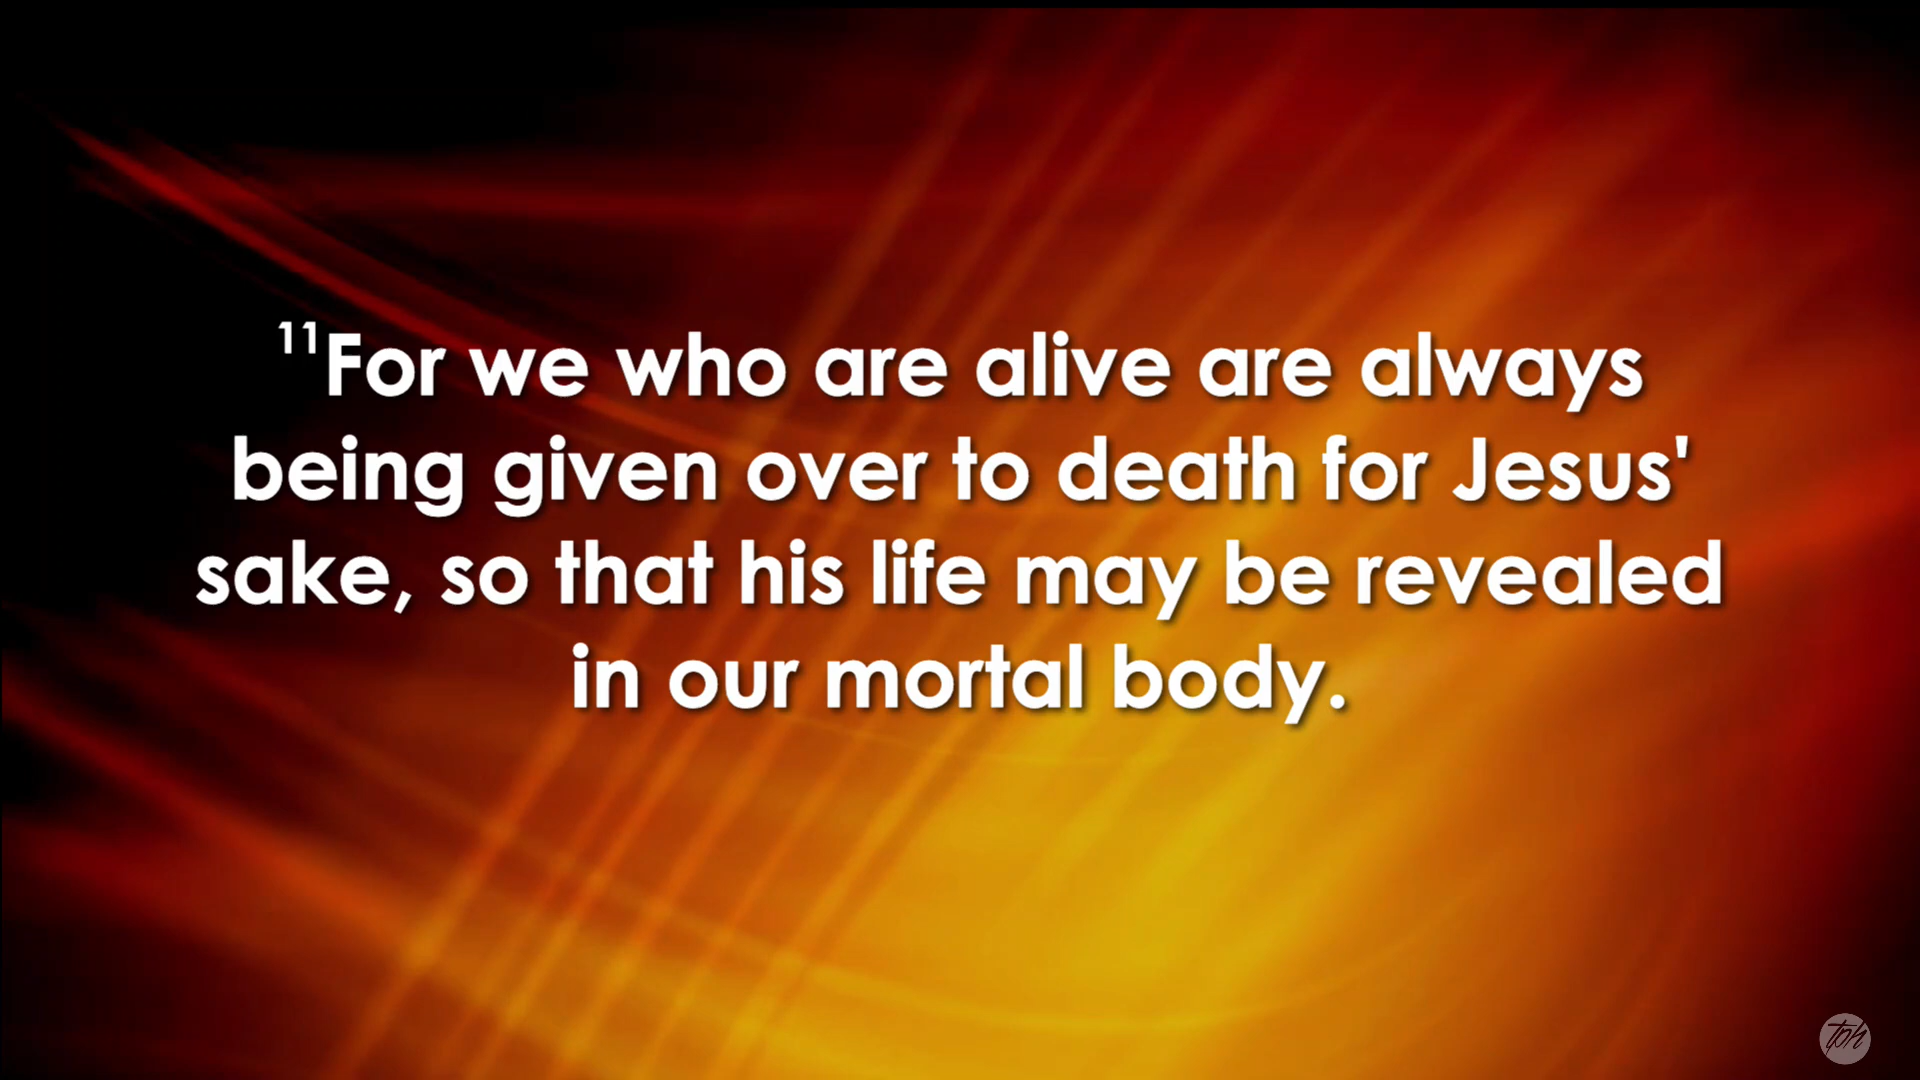 ¹¹For we who are alive are always
being given over to death for Jesus'
sake, so that his life may be revealed
in our mortal body.
tph